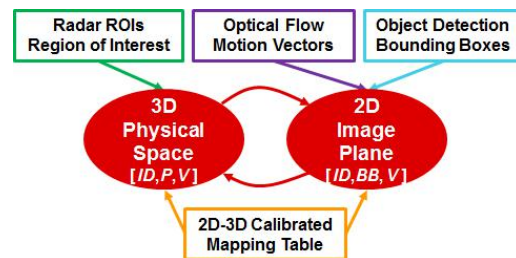 Radar ROIs
Region of Interest
Optical Flow
Motion Vectors
Object Detection
Bounding Boxes
3D
Physical
Space
[ID,P,V]
2D
Image
Plane
[ID,BB,V]
2D-3D Calibrated
Mapping Table